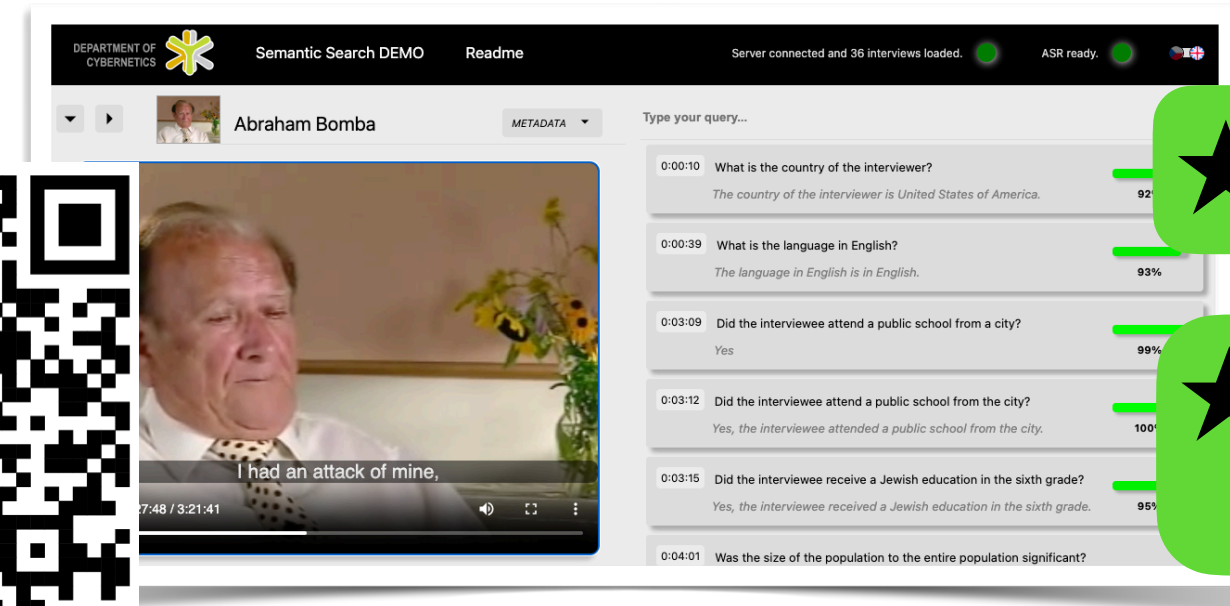 DEPARTMENT OF
CYBERNETICS
Semantic Search DEMO
Readme
Server connected and 36 interviews loaded.
ASR ready.
Abraham Bomba
METADATA
Type your query...
0:00:10 What is the country of the interviewer?
The country of the interviewer is United States of America.
92
0:00:39 What is the language in English?
The language in English is in English.
93%
0:03:09 Did the interviewee attend a public school from a city?
Yes
99%
0:03:12 Did the interviewee attend a public school from the city?
Yes, the interviewee attended a public school from the city.
100
0:03:15 Did the interviewee receive a Jewish education in the sixth grade?
Yes, the interviewee received a Jewish education in the sixth grade.
95%
0:04:01 Was the size of the population to the entire population significant?
I had an attack of mine,
7:48 / 3:21:41